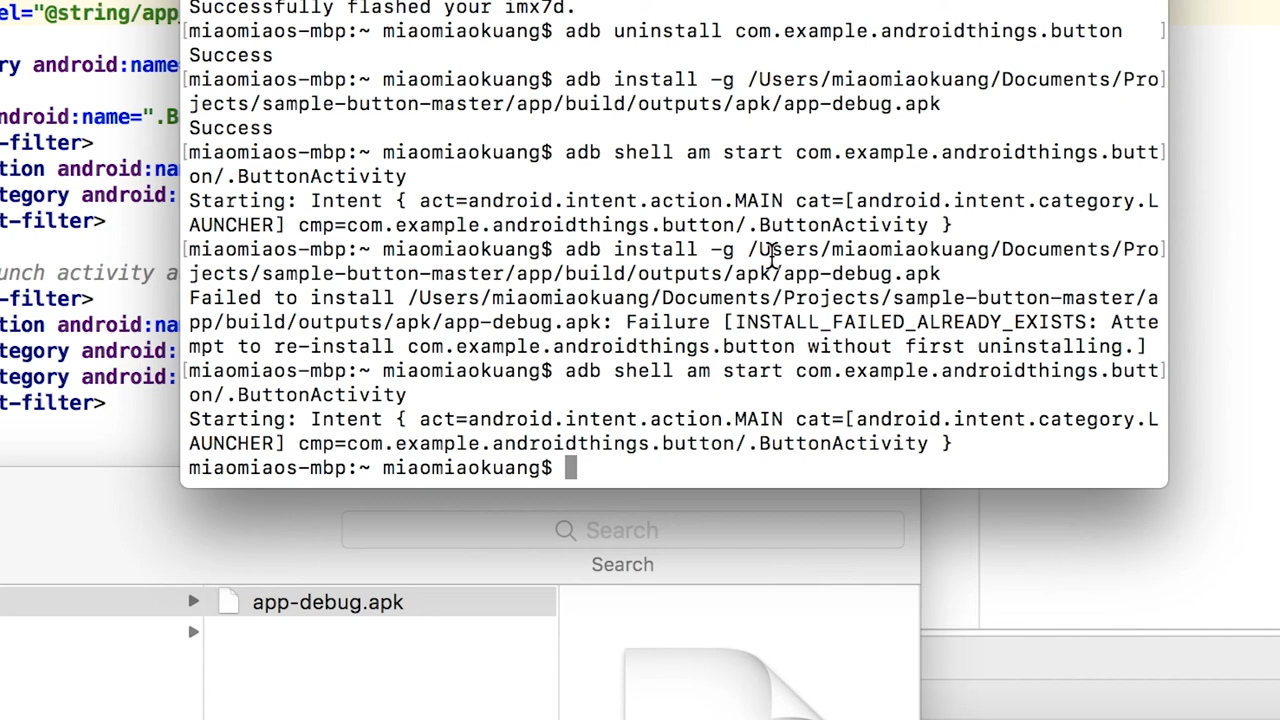 el="@string/app_
Successfully flashed your imx7d.
[miaomiaos-mbp:~ miaomiaokuang$ adb uninstall com.example.androidthings.button ]
Success
ry android:name
[miaomiaos-mbp:~ miaomiaokuang$ adb install -g /Users/miaomiaokuang/Documents/Pro]
jects/sample-button-master/app/build/outputs/apk/app-debug.apk
ndroid:name=".B
Success
t-filter>
[miaomiaos-mbp:~ miaomiaokuang$ adb shell am start com.example.androidthings.butt]
tion android:na
on/.ButtonActivity
tegory android:
Starting: Intent { act=android.intent.action.MAIN cat=[android.intent.category.L
t-filter>
AUNCHER] cmp=com.example.androidthings.button/.ButtonActivity }
[miaomiaos-mbp:~ miaomiaokuang$ adb install -g /Users/miaomiaokuang/Documents/Pro]
unch activity a
jects/sample-button-master/app/build/outputs/apk/app-debug.apk
Failed to install /Users/miaomiaokuang/Documents/Projects/sample-button-master/a
tion android:na
pp/build/outputs/apk/app-debug.apk: Failure [INSTALL_FAILED_ALREADY_EXISTS: Atte
tegory android:
mpt to re-install com.example.androidthings.button without first uninstalling.]
tegory android:
[miaomiaos-mbp:~ miaomiaokuang$ adb shell am start com.example.androidthings.butt]
t-filter>
on/.ButtonActivity
Starting: Intent { act=android.intent.action.MAIN cat=[android.intent.category.L
AUNCHER] cmp=com.example.androidthings.button/.ButtonActivity }
miaomiaos-mbp:~ miaomiaokuang$
Search
Search
app-debug.apk